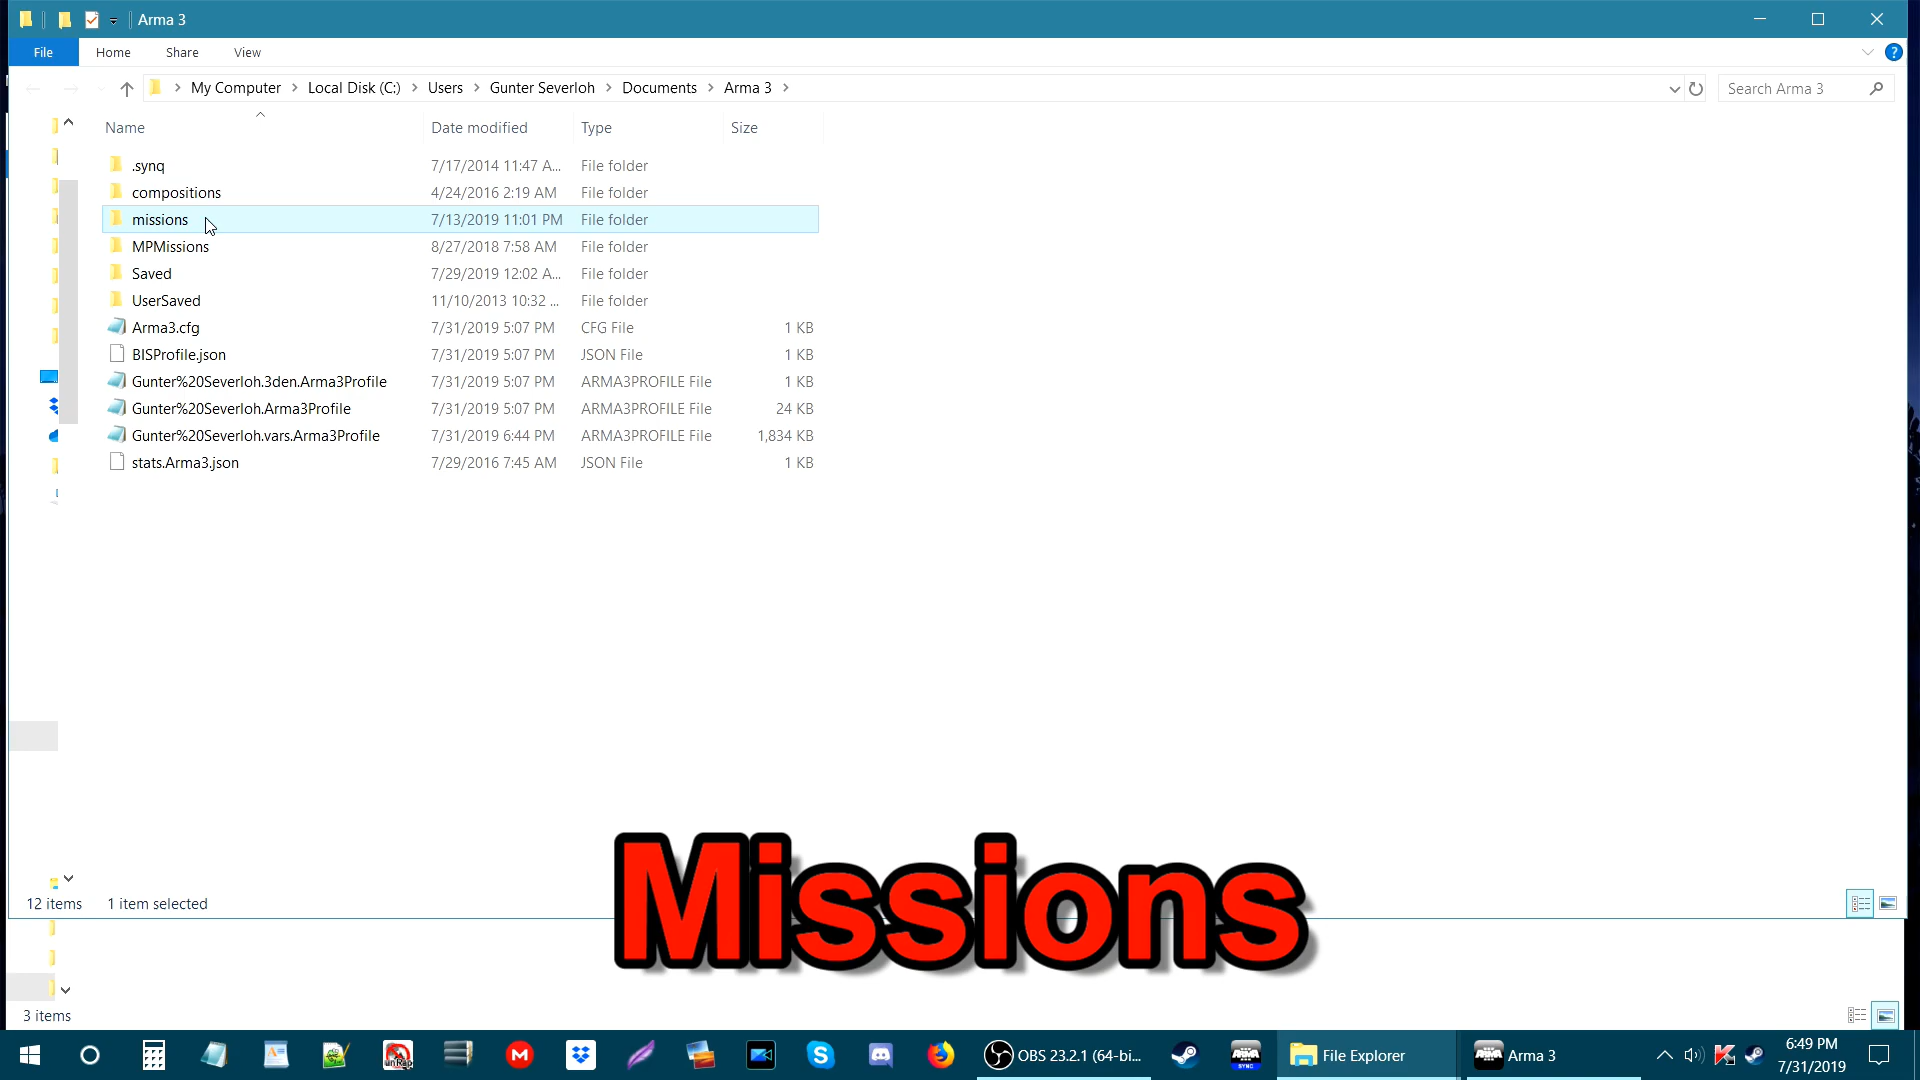 Arma 3
File Home Share View
My Computer Local Disk (C:) Users Gunter Severloh Documents Arma 3
Search Arma 3
Name Date modified Type Size
.synq 7/17/2014 11:47 A... File folder
compositions 4/24/2016 2:19 AM File folder
missions 7/13/2019 11:01 PM File folder
MPMissions 8/27/2018 7:58 AM File folder
Saved 7/29/2019 12:02 A... File folder
UserSaved 11/10/2013 10:32 ... File folder
Arma3.cfg 7/31/2019 5:07 PM CFG File 1 KB
BISProfile.json 7/31/2019 5:07 PM JSON File 1 KB
Gunter%20Severloh.3den.Arma3Profile 7/31/2019 5:07 PM ARMA3PROFILE File 1 KB
Gunter%20Severloh.Arma3Profile 7/31/2019 5:07 PM ARMA3PROFILE File 24 KB
Gunter%20Severloh.vars.Arma3Profile 7/31/2019 6:44 PM ARMA3PROFILE File 1,834 KB
stats.Arma3.json 7/29/2016 7:45 AM JSON File 1 KB
12 items 1 item selected
Missions
3 items
unRap M ARMA SYNC OBS 23.2.1 (64-bi... File Explorer ARMA Arma 3
6:49 PM
7/31/2019